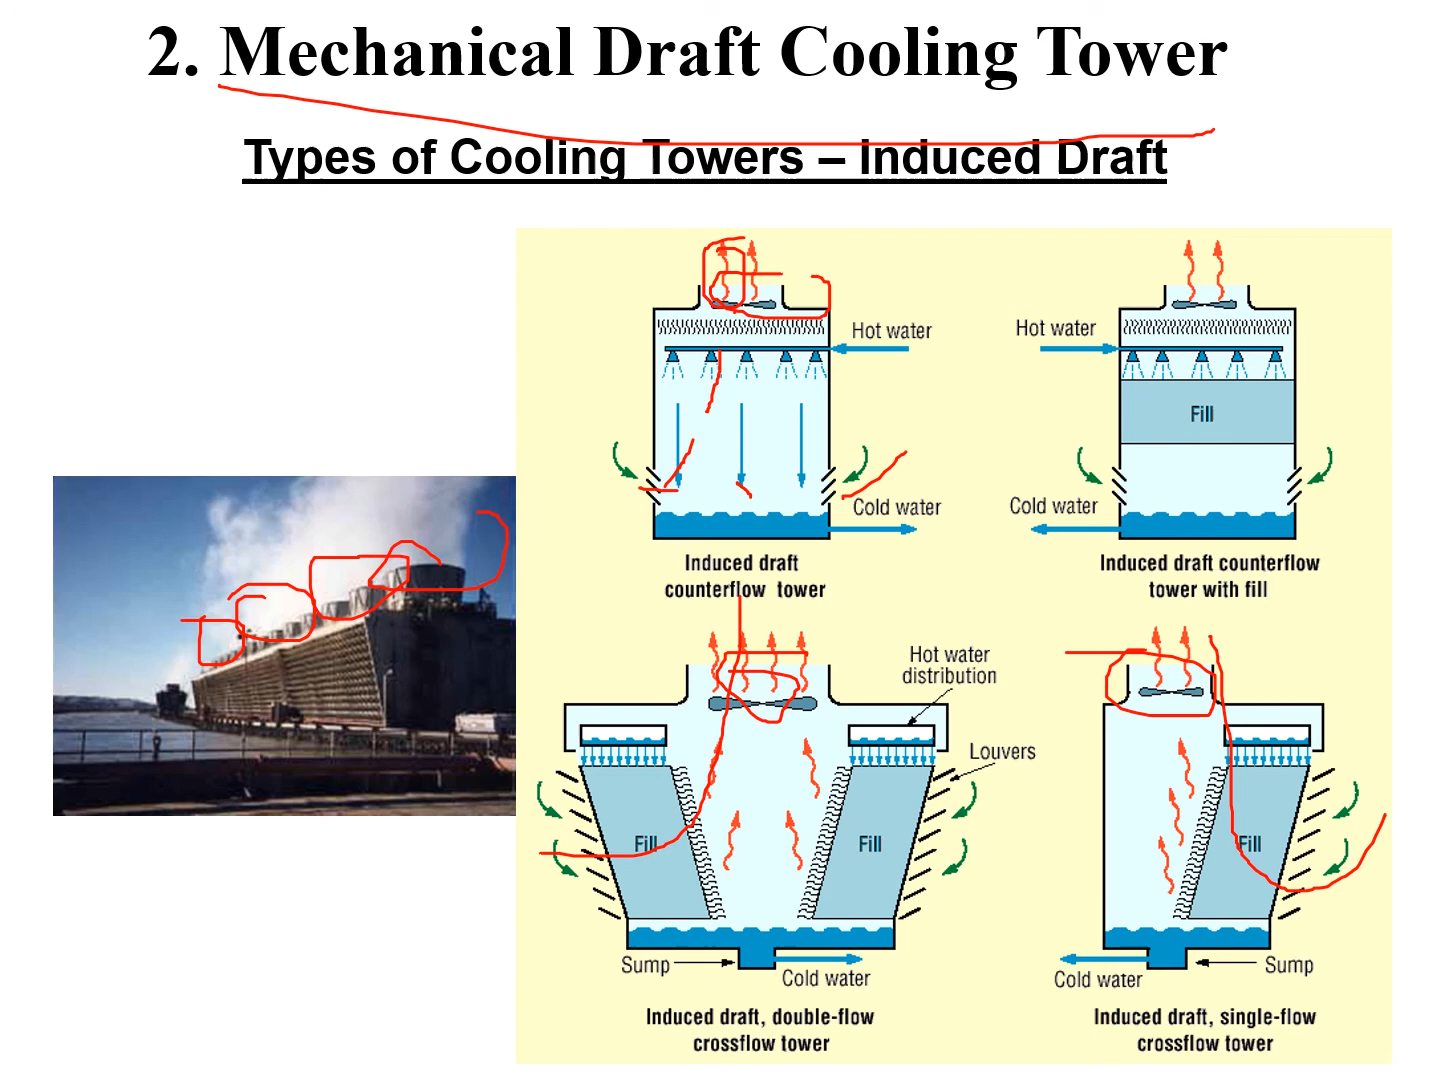 2. Mechanical Draft Cooling Tower
Types of Cooling Towers – Induced Draft
Hot water
Cold water
Induced draft
counterflow tower
Hot water
Fill
Cold water
Induced draft counterflow
tower with fill
Hot water
distribution
Louvers
Fill
Fill
Sump
Cold water
Induced draft, double-flow
crossflow tower
Fill
Cold water
Sump
Induced draft, single-flow
crossflow tower